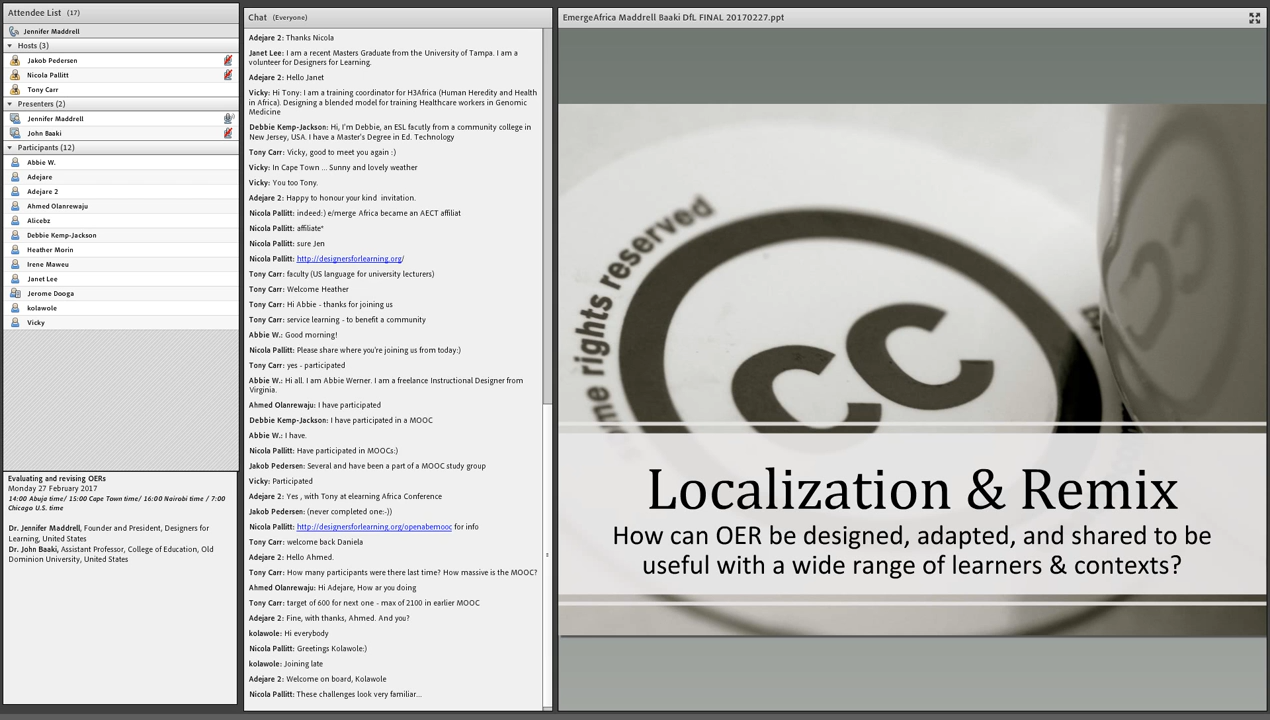 Attendee List (17)
Jennifer Maddrell
Hosts (3)
Jakob Pedersen
Nicola Pallitt
Tony Carr
Presenters (2)
Jennifer Maddrell
John Baaki
Participants (12)
Abbie W.
Adejare
Adejare 2
Ahmed Olanrewaju
Alicebz
Debbie Kemp-Jackson
Heather Morin
Irene Maweu
Janet Lee
Jerome Dooga
kolawole
Vicky
Evaluating and revising OERs
Monday 27 February 2017
14:00 Abuja time/ 15:00 Cape Town time/ 16:00 Nairobi time / 7:00
Chicago U.S. time
Dr. Jennifer Maddrell, Founder and President, Designers for
Learning, United States
Dr. John Baaki, Assistant Professor, College of Education, Old
Dominion University, United States
Chat (Everyone)
Adejare 2: Thanks Nicola
Janet Lee: I am a recent Masters Graduate from the University of Tampa. I am a
volunteer for Designers for Learning.
Adejare 2: Hello Janet
Vicky: Hi Tony: I am a training coordinator for H3Africa (Human Heredity and Health
in Africa). Designing a blended model for training Healthcare workers in Genomic
Medicine
Debbie Kemp-Jackson: Hi, I'm Debbie, an ESL facutly from a community college in
New Jersey, USA. I have a Master's Degree in Ed. Technology
Tony Carr: Vicky, good to meet you again :)
Vicky: In Cape Town ... Sunny and lovely weather
Vicky: You too Tony.
Adejare 2: Happy to honour your kind invitation.
Nicola Pallitt: indeed:) e/merge Africa became an AECT affiliat
Nicola Pallitt: affiliate*
Nicola Pallitt: sure Jen
Nicola Pallitt: http://designersforlearning.org/
Tony Carr: faculty (US language for university lecturers)
Tony Carr: Welcome Heather
Tony Carr: Hi Abbie - thanks for joining us
Tony Carr: service learning - to benefit a community
Abbie W.: Good morning!
Nicola Pallitt: Please share where you're joining us from today:)
Tony Carr: yes - participated
Abbie W.: Hi all. I am Abbie Werner. I am a freelance Instructional Designer from
Virginia.
Ahmed Olanrewaju: I have participated
Debbie Kemp-Jackson: I have participated in a MOOC
Abbie W.: I have.
Nicola Pallitt: Have participated in MOOCs:)
Jakob Pedersen: Several and have been a part of a MOOC study group
Vicky: Participated
Adejare 2: Yes , with Tony at elearning Africa Conference
Jakob Pedersen: (never completed one:-))
Nicola Pallitt: http://designersforlearning.org/openabemooc for info
Tony Carr: welcome back Daniela
Adejare 2: Hello Ahmed.
Tony Carr: How many participants were there last time? How massive is the MOOC?
Ahmed Olanrewaju: Hi Adejare, How ar you doing
Tony Carr: target of 600 for next one - max of 2100 in earlier MOOC
Adejare 2: Fine, with thanks, Ahmed. And you?
kolawole: Hi everybody
Nicola Pallitt: Greetings Kolawole:)
kolawole: Joining late
Adejare 2: Welcome on board, Kolawole
Nicola Pallitt: These challenges look very familiar...
EmergeAfrica Maddrell Baaki DfL FINAL 20170227.ppt
rights reserved
cc
cc
Localization & Remix
How can OER be designed, adapted, and shared to be
useful with a wide range of learners & contexts?